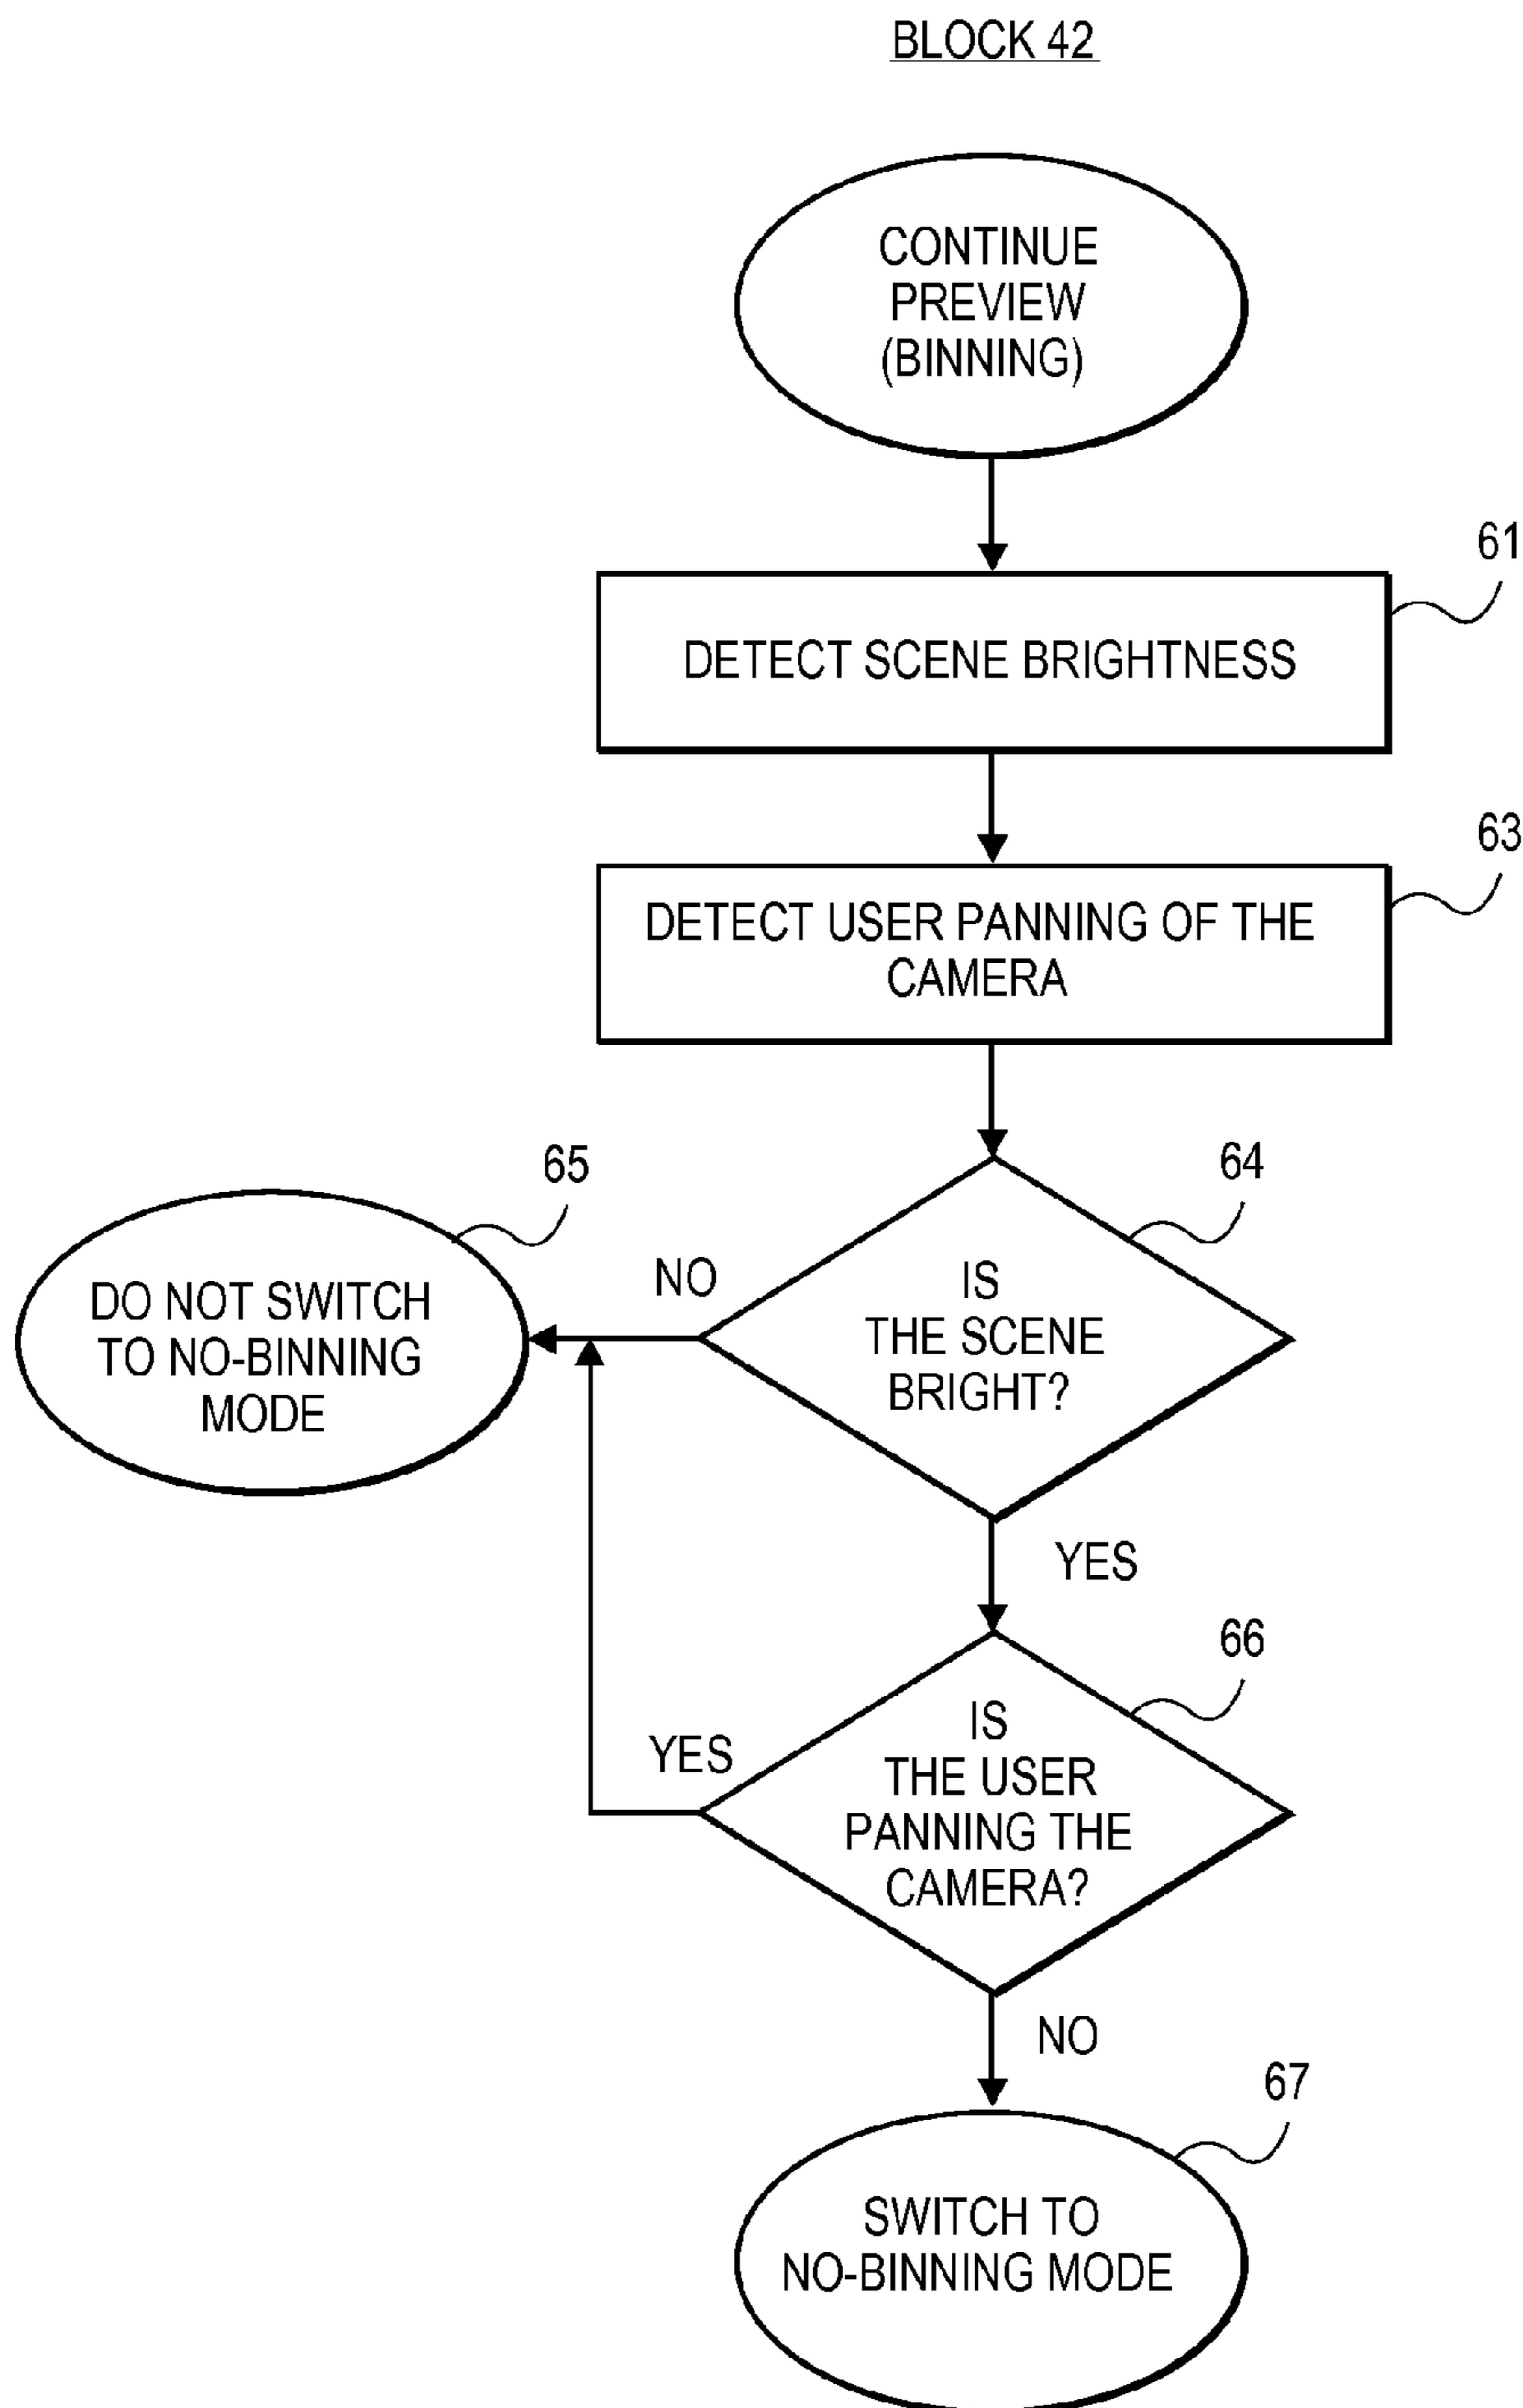 BLOCK 42
CONTINUE
PREVIEW
(BINNING)
61
DETECT SCENE BRIGHTNESS
63
DETECT USER PANNING OF THE
CAMERA
65
64
DO NOT SWITCH
TO NO-BINNING
MODE
NO
IS
THE SCENE
BRIGHT?
YES
66
YES
IS
THE USER
PANNING THE
CAMERA?
NO
67
SWITCH TO
NO-BINNING MODE